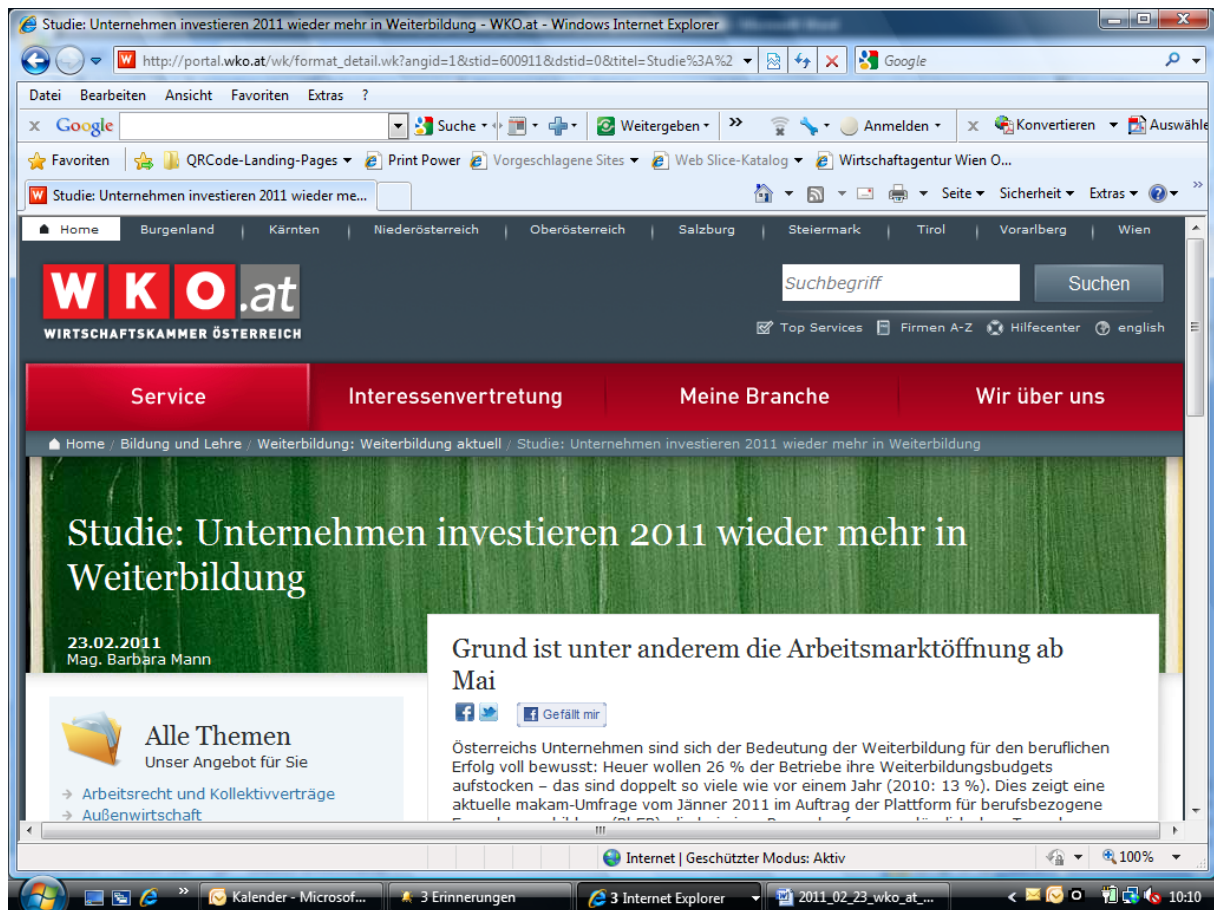 Studie: Unternehmen investieren 2011 wieder mehr in Weiterbildung - WKO.at - Windows Internet Explorer
http://portal.wko.at/wk/format_detail.wk?angid=1&stid=600911&dstid=0&titel=Studie%3A%2
Google
Datei Bearbeiten Ansicht Favoriten Extras ?
x Google Suche Weitergeben » Anmelden x Konvertieren Auswähle
Favoriten QRCode-Landing-Pages Print Power Vorgeschlagene Sites Web Slice-Katalog Wirtschaftagentur Wien O...
Studie: Unternehmen investieren 2011 wieder me... Seite Sicherheit Extras »
Home Burgenland | Kärnten | Niederösterreich | Oberösterreich | Salzburg | Steiermark | Tirol | Vorarlberg | Wien
WKO.at
WIRTSCHAFTSKAMMER ÖSTERREICH
Suchbegriff Suchen
Top Services Firmen A-Z Hilfecenter english
Service Interessenvertretung Meine Branche Wir über uns
Home / Bildung und Lehre / Weiterbildung: Weiterbildung aktuell / Studie: Unternehmen investieren 2011 wieder mehr in Weiterbildung
Studie: Unternehmen investieren 2011 wieder mehr in
Weiterbildung
23.02.2011
Mag. Barbara Mann
Grund ist unter anderem die Arbeitsmarktöffnung ab
Mai
Gefällt mir
Österreichs Unternehmen sind sich der Bedeutung der Weiterbildung für den beruflichen
Erfolg voll bewusst: Heuer wollen 26 % der Betriebe ihre Weiterbildungsbudgets
aufstocken – das sind doppelt so viele wie vor einem Jahr (2010: 13 %). Dies zeigt eine
aktuelle makam-Umfrage vom Jänner 2011 im Auftrag der Plattform für berufsbezogene
Alle Themen
Unser Angebot für Sie
Arbeitsrecht und Kollektivverträge
Außenwirtschaft
Internet | Geschützter Modus: Aktiv 100%
» Kalender - Microsof... 3 Erinnerungen 3 Internet Explorer 2011_02_23_wko_at_... < 10:10